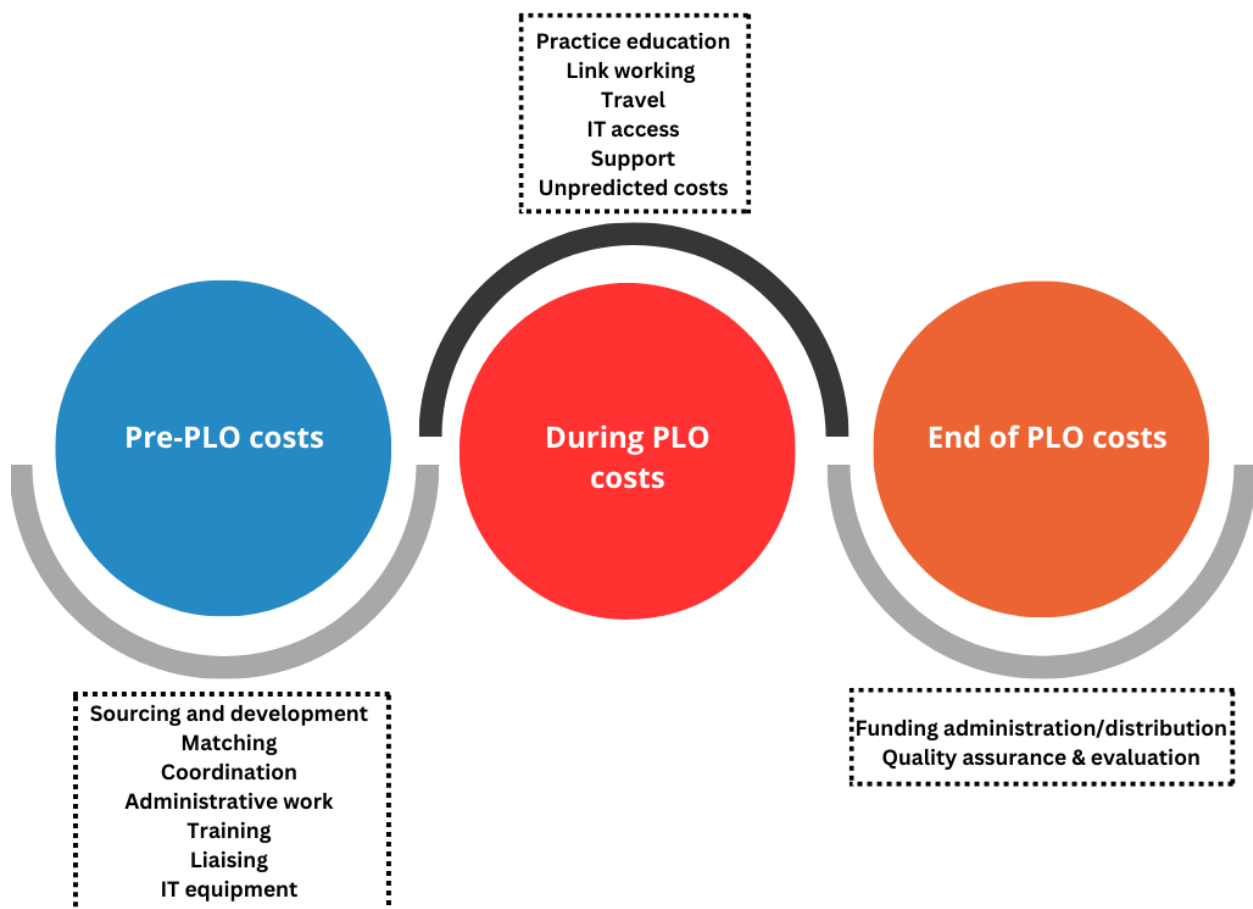 Practice education
Link working
Travel
IT access
Support
Unpredicted costs
Pre-PLO costs
During PLO
costs
End of PLO costs
Sourcing and development
Matching
Coordination
Administrative work
Training
Liaising
IT equipment
Funding administration/distribution
Quality assurance & evaluation